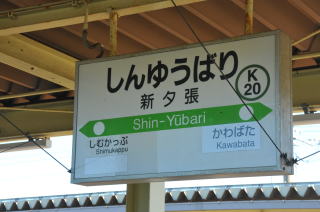 しんゆうばり
新夕張
K
20
Shin-Yūbari
しむかっぷ
Shimukappu
かわばた
Kawabata